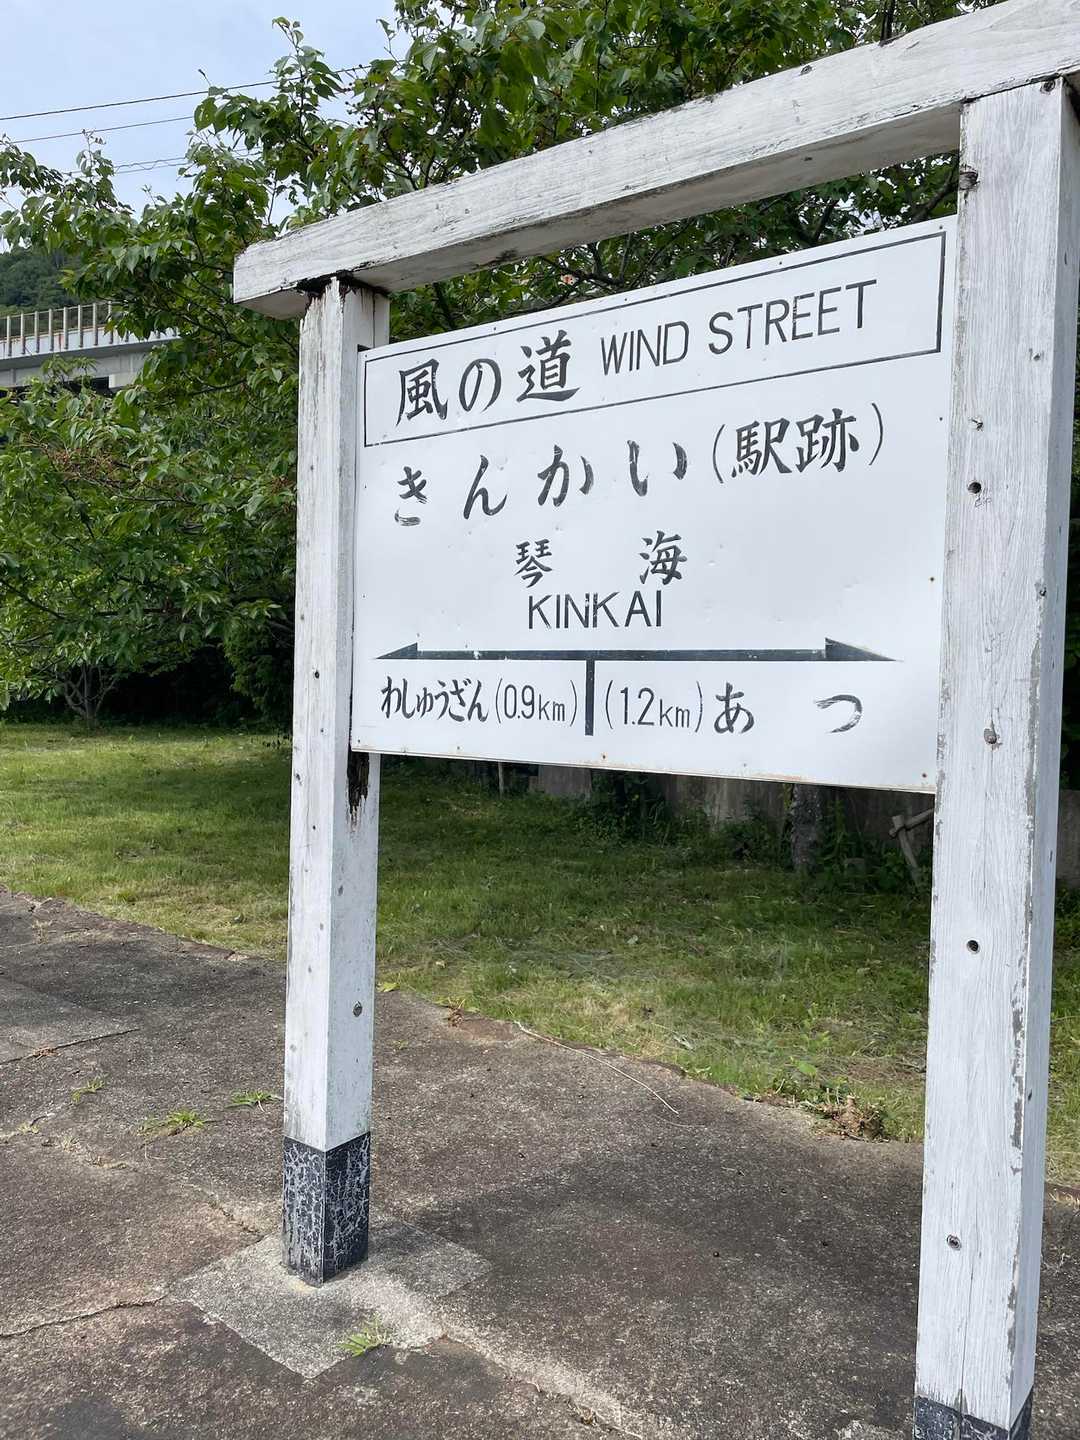 風の道 WIND STREET
きんかい(駅跡)
琴海
KINKAI
わしゅうざん(0.9km) (1.2km)あつ